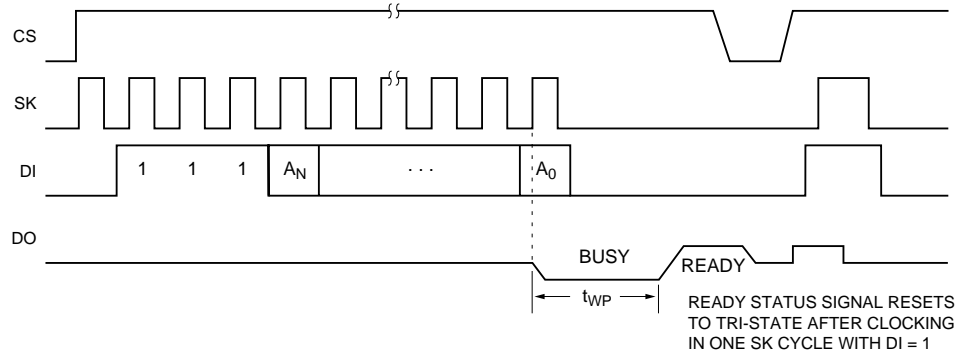 CS
SK
DI
1 1 1 A_N ... A_0
DO
BUSY
READY
t_WP
READY STATUS SIGNAL RESETS
TO TRI-STATE AFTER CLOCKING
IN ONE SK CYCLE WITH DI = 1